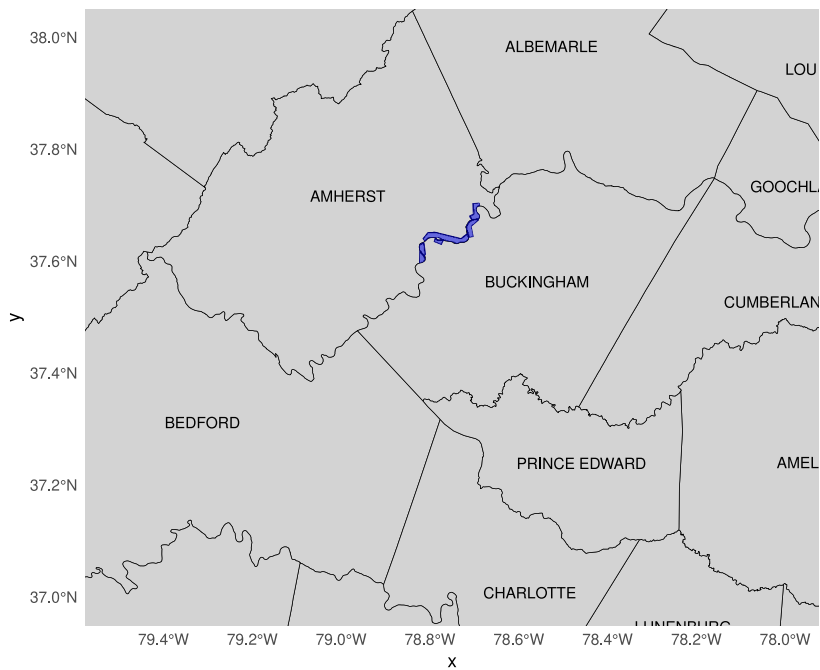 38.0°N
ALBEMARLE
LOU
37.8°N
AMHERST
GOOCHLA
37.6°N
BUCKINGHAM
CUMBERLAN
y
37.4°N
BEDFORD
PRINCE EDWARD
AMEL
37.2°N
37.0°N
CHARLOTTE
LUNENBURG
79.4°W 79.2°W 79.0°W 78.8°W 78.6°W 78.4°W 78.2°W 78.0°W
x